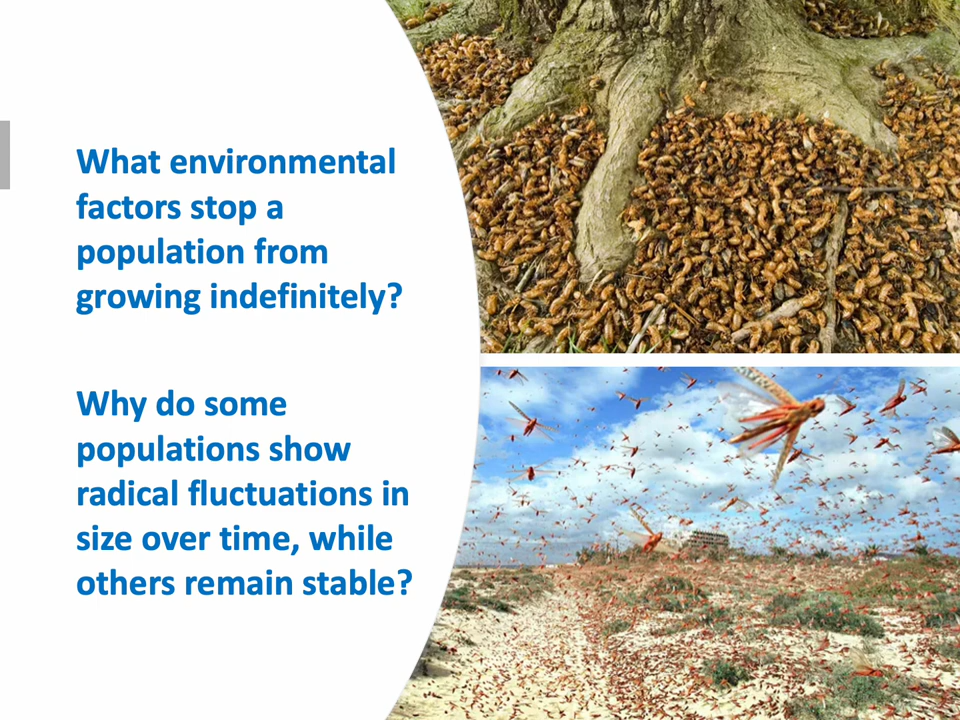 What environmental
factors stop a
population from
growing indefinitely?
Why do some
populations show
radical fluctuations in
size over time, while
others remain stable?